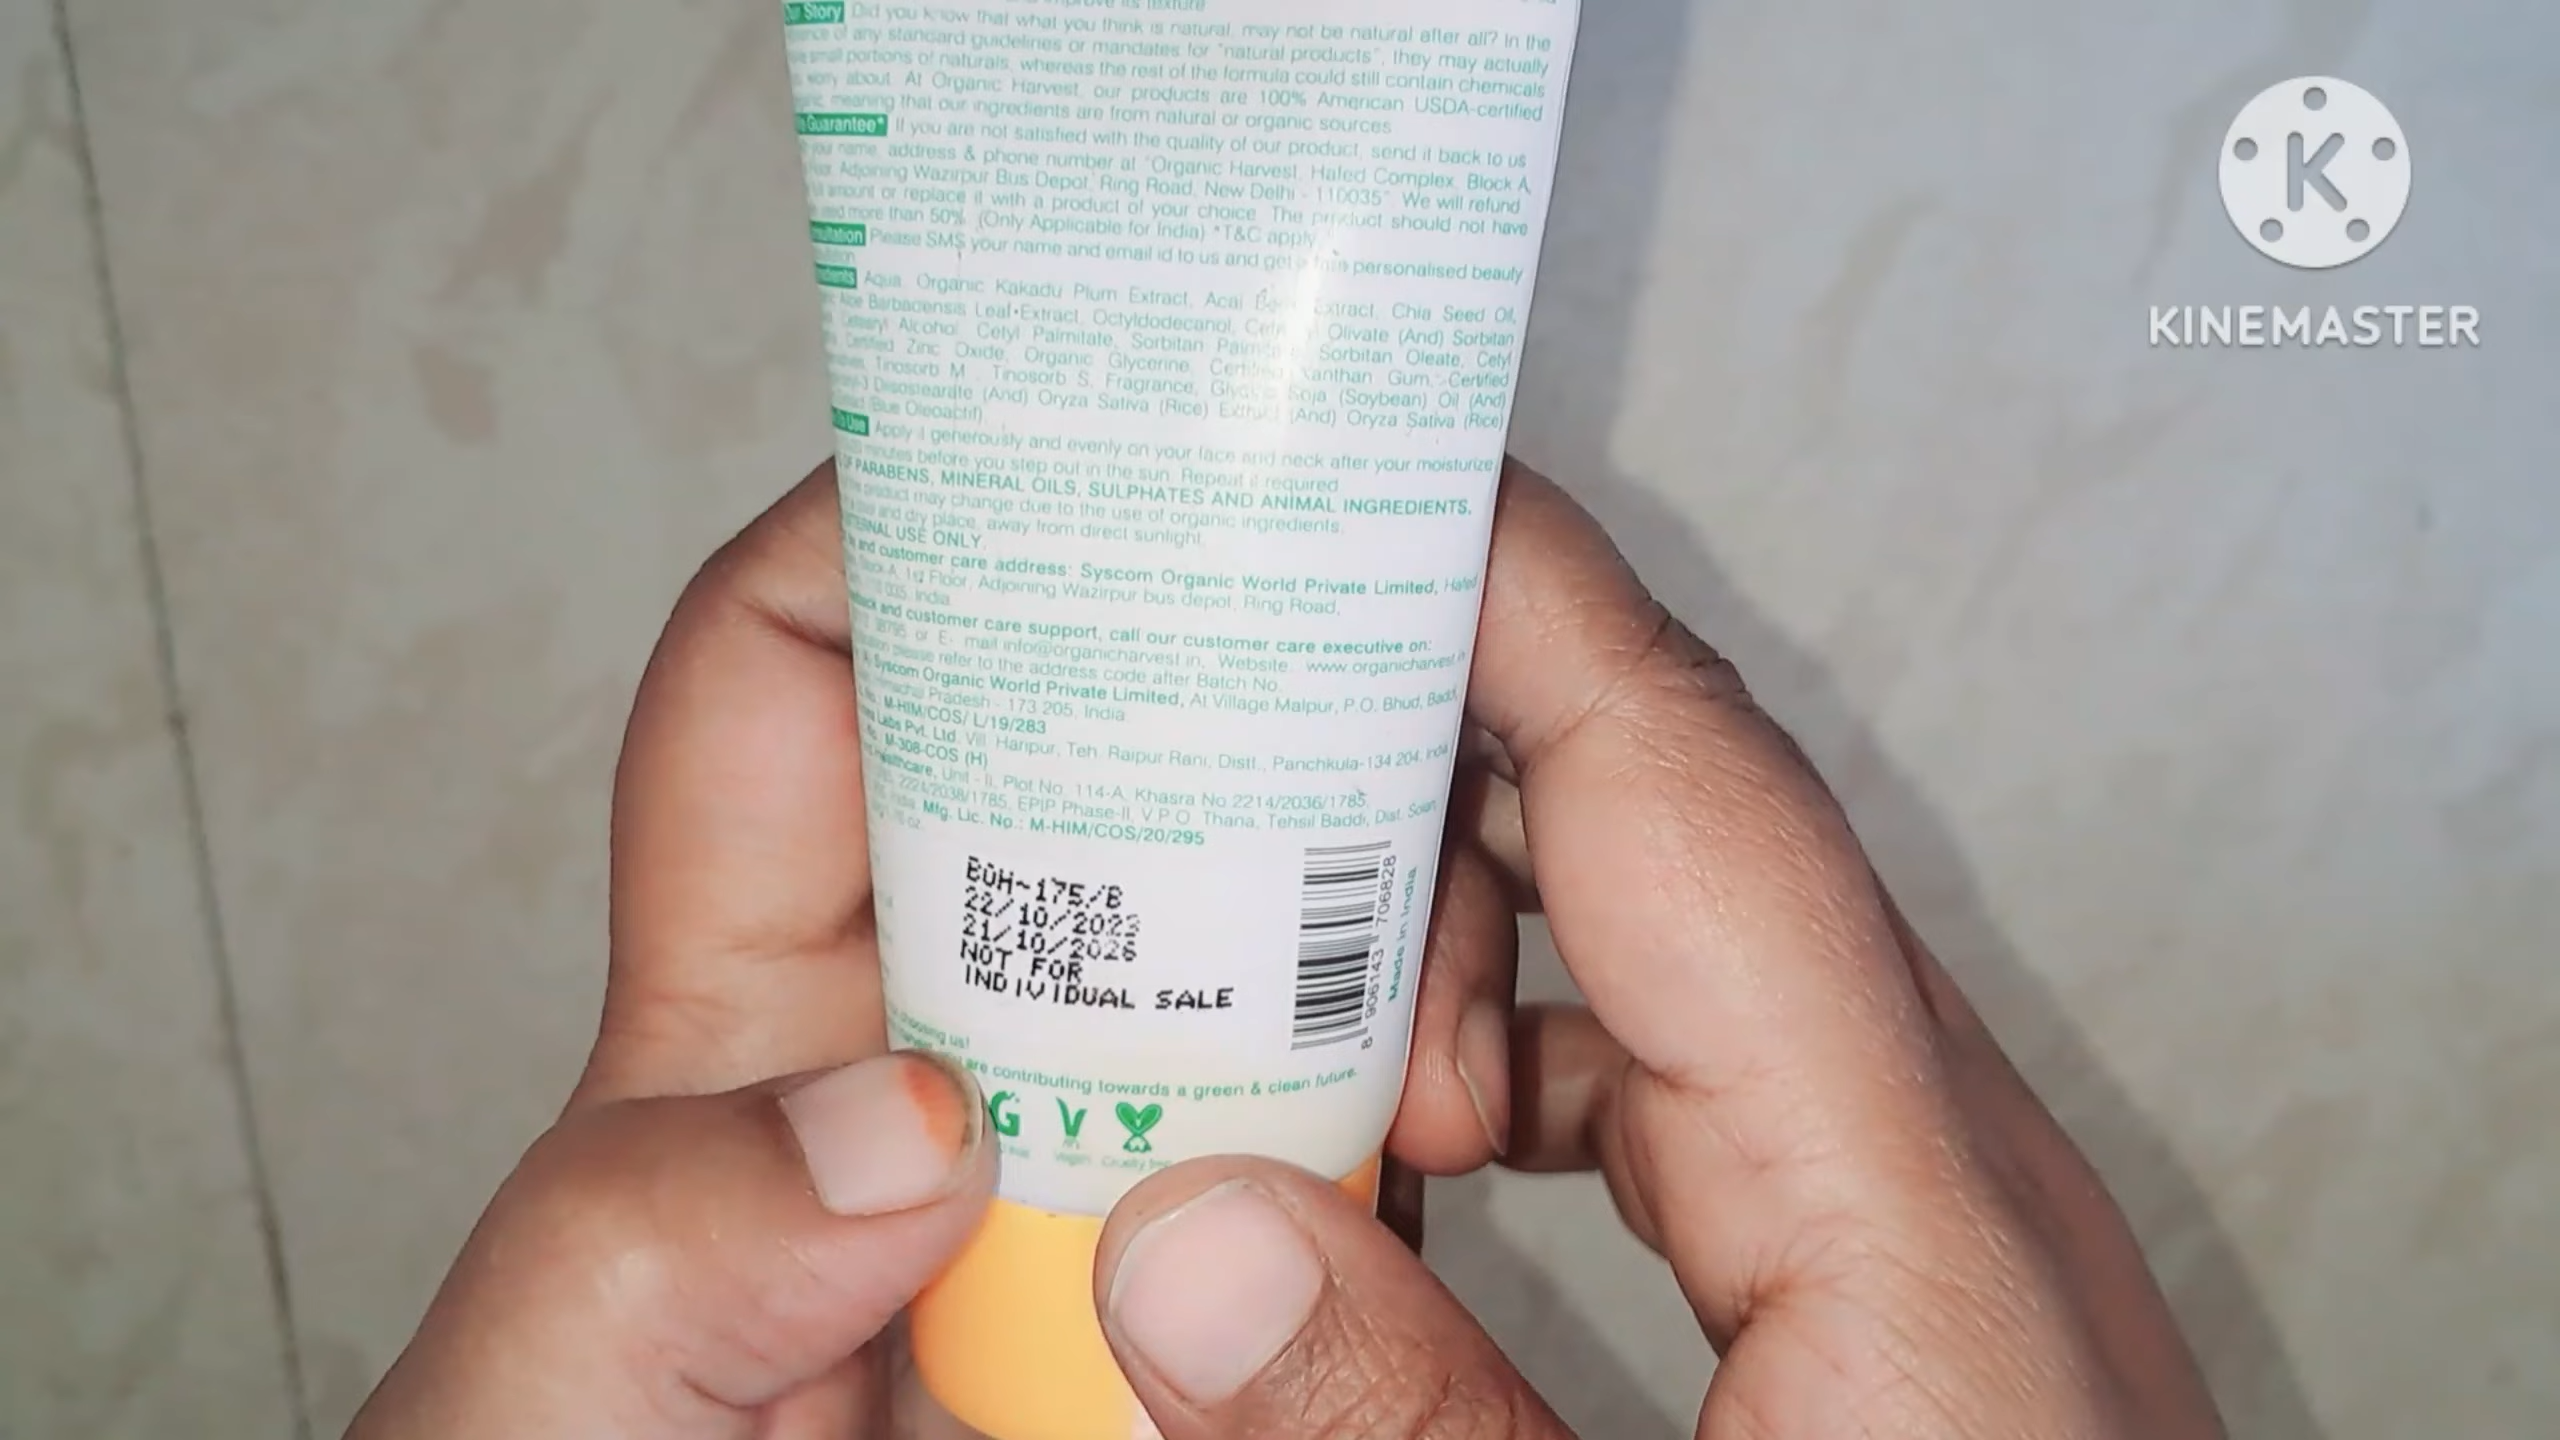 improve its texture
Story Did you know that what you think is natural, may not be natural after all? In the
of any standard guidelines or mandates for "natural products", they may actually
small portions of naturals, whereas the rest of the formula could still contain chemicals
worry about. At Organic Harvest, our products are 100% American USDA-certified
meaning that our ingredients are from natural or organic sources
Guarantee* If you are not satisfied with the quality of our product, send it back to us
your name, address & phone number at "Organic Harvest, Hafed Complex, Block A,
Adjoining Wazirpur Bus Depot, Ring Road, New Delhi - 110035" We will refund
amount or replace it with a product of your choice. The product should not have
more than 50%. (Only Applicable for India) *T&C apply
Please SMS your name and email id to us and get personalised beauty
Aqua, Organic Kakadu Plum Extract, Acai Extract, Chia Seed Oil,
Aloe Barbadensis Leaf Extract, Octyldodecanol, Olivate (And) Sorbitan
Cetearyl Alcohol, Cetyl Palmitate, Sorbitan Sorbitan Oleate, Cetyl
Certified Zinc Oxide, Organic Glycerine, Certified Xanthan Gum, Certified
Tinosorb M, Tinosorb S, Fragrance, Soja (Soybean) Oil (And)
Diisostearate (And) Oryza Sativa (Rice) Extract (And) Oryza Sativa (Rice)
(Blue Oleoactif)
Use Apply generously and evenly on your face and neck after your moisturize
minutes before you step out in the sun. Repeat if required
OF PARABENS, MINERAL OILS, SULPHATES AND ANIMAL INGREDIENTS.
product may change due to the use of organic ingredients.
and dry place, away from direct sunlight.
USE ONLY.
and customer care address: Syscom Organic World Private Limited, Hafed
Block-A, 1st Floor, Adjoining Wazirpur bus depot, Ring Road,
India
and customer care support, call our customer care executive on:
or E- mail info@organicharvest.in, Website. www.organicharvest.in
please refer to the address code after Batch No.
Syscom Organic World Private Limited, At Village Malpur, P.O. Bhud, Baddi,
Pradesh - 173 205, India
M-HIM/COS/ L/19/283
Labs Pvt. Ltd. Vill. Haripur, Teh. Raipur Rani, Distt., Panchkula-134 204, India
M-308-COS (H)
Unit - II, Plot No. 114-A, Khasra No 2214/2036/1785,
2224/2038/1785, EPIP Phase-II, V.P.O. Thana, Tehsil Baddi, Dist. Solan
India. Mfg. Lic. No.: M-HIM/COS/20/295
BOH-175/B
22/10/2023
21/10/2026
NOT FOR
INDIVIDUAL SALE
8 906143 706828
Made in India
choosing us!
are contributing towards a green & clean future.
Vegan
KINEMASTER